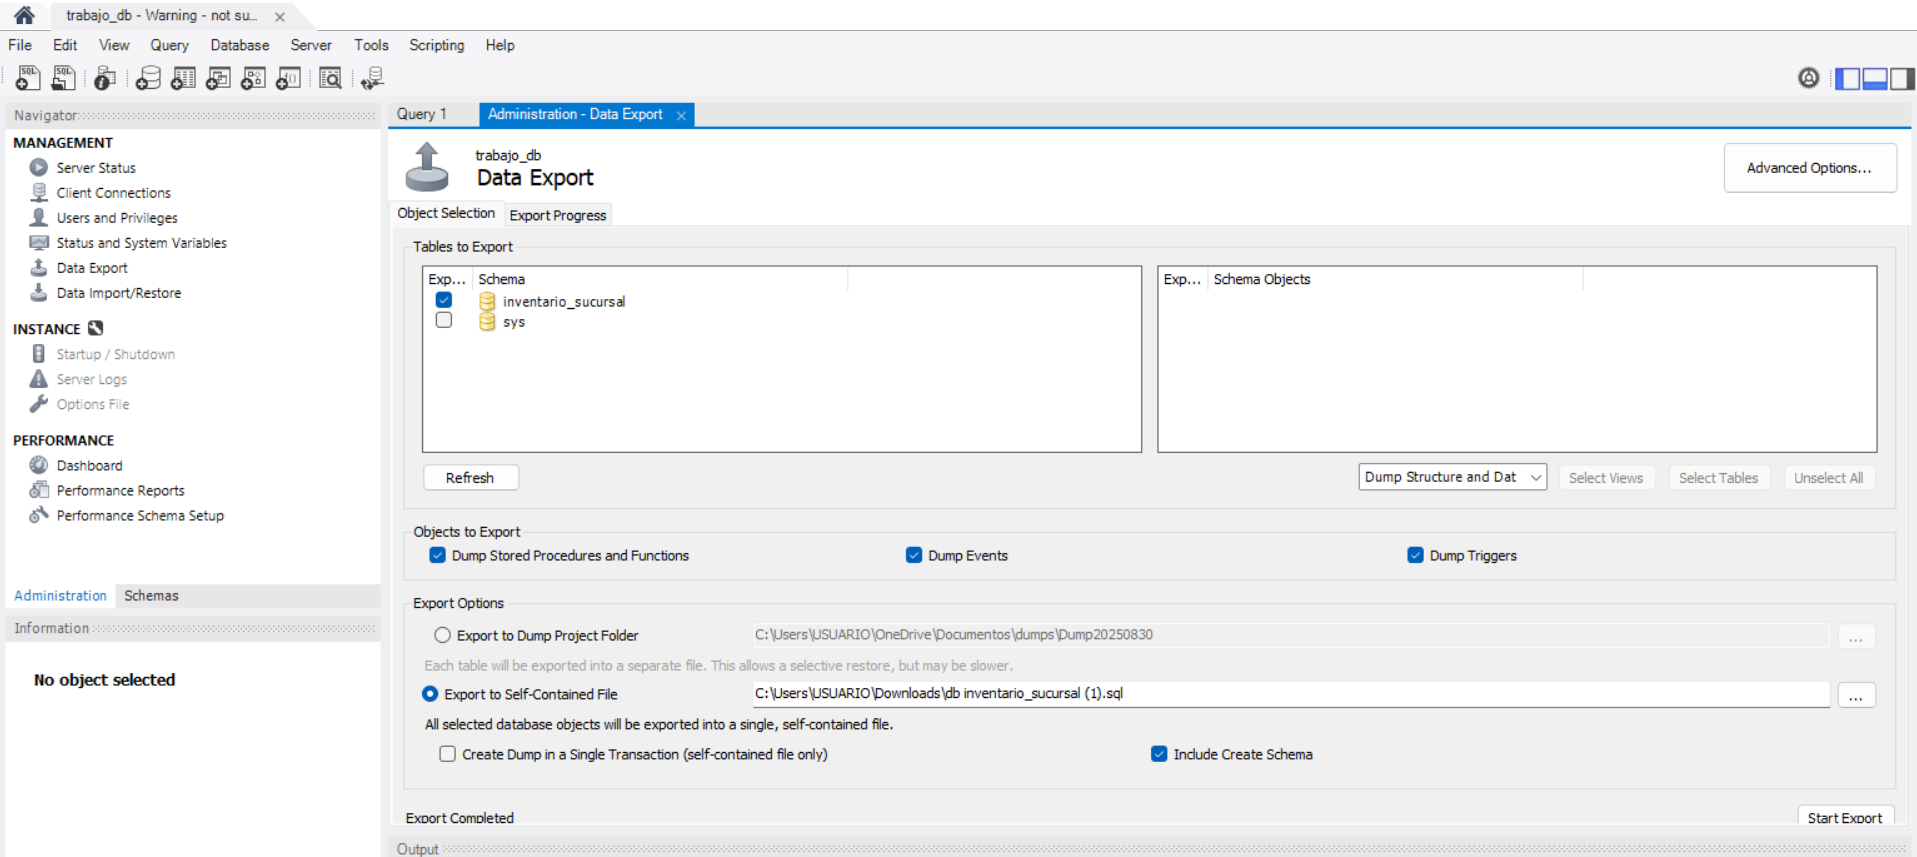 trabajo_db - Warning - not su...
File Edit View Query Database Server Tools Scripting Help
Navigator
MANAGEMENT
Server Status
Client Connections
Users and Privileges
Status and System Variables
Data Export
Data Import/Restore
INSTANCE
Startup / Shutdown
Server Logs
Options File
PERFORMANCE
Dashboard
Performance Reports
Performance Schema Setup
Administration Schemas
Information
No object selected
Query 1 Administration - Data Export
trabajo_db
Data Export
Advanced Options...
Object Selection Export Progress
Tables to Export
Exp... Schema
inventario_sucursal
sys
Exp... Schema Objects
Refresh
Dump Structure and Dat Select Views Select Tables Unselect All
Objects to Export
Dump Stored Procedures and Functions Dump Events Dump Triggers
Export Options
Export to Dump Project Folder C:\Users\USUARIO\OneDrive\Documentos\dumps\Dump20250830 ...
Each table will be exported into a separate file. This allows a selective restore, but may be slower.
Export to Self-Contained File C:\Users\USUARIO\Downloads\db inventario_sucursal (1).sql ...
All selected database objects will be exported into a single, self-contained file.
Create Dump in a Single Transaction (self-contained file only) Include Create Schema
Export Completed Start Export
Output